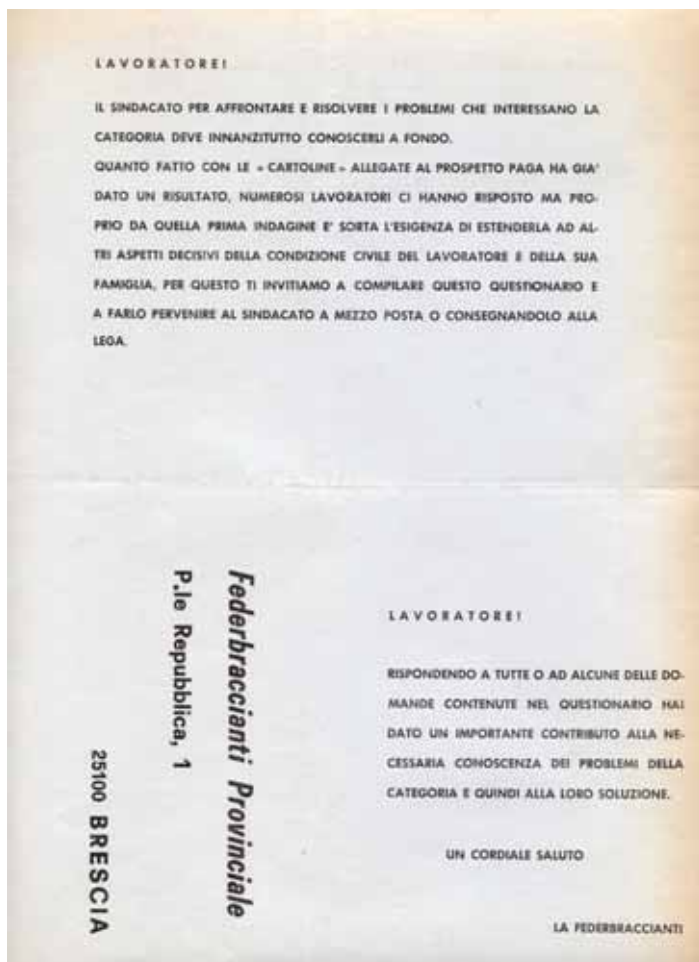 LAVORATORE!
IL SINDACATO PER AFFRONTARE E RISOLVERE I PROBLEMI CHE INTERESSANO LA
CATEGORIA DEVE INNANZITUTTO CONOSCERLI A FONDO.
QUANTO FATTO CON LE « CARTOLINE » ALLEGATE AL PROSPETTO PAGA HA GIA'
DATO UN RISULTATO, NUMEROSI LAVORATORI CI HANNO RISPOSTO MA PRO-
PRIO DA QUELLA PRIMA INDAGINE E' SORTA L'ESIGENZA DI ESTENDERLA AD AL-
TRI ASPETTI DECISIVI DELLA CONDIZIONE CIVILE DEL LAVORATORE E DELLA SUA
FAMIGLIA, PER QUESTO TI INVITIAMO A COMPILARE QUESTO QUESTIONARIO E
A FARLO PERVENIRE AL SINDACATO A MEZZO POSTA O CONSEGNANDOLO ALLA
LEGA.
Federbraccianti Provinciale
P.le Repubblica, 1
25100 BRESCIA
LAVORATORE!
RISPONDENDO A TUTTE O AD ALCUNE DELLE DO-
MANDE CONTENUTE NEL QUESTIONARIO HAI
DATO UN IMPORTANTE CONTRIBUTO ALLA NE-
CESSARIA CONOSCENZA DEI PROBLEMI DELLA
CATEGORIA E QUINDI ALLA LORO SOLUZIONE.
UN CORDIALE SALUTO
LA FEDERBRACCIANTI